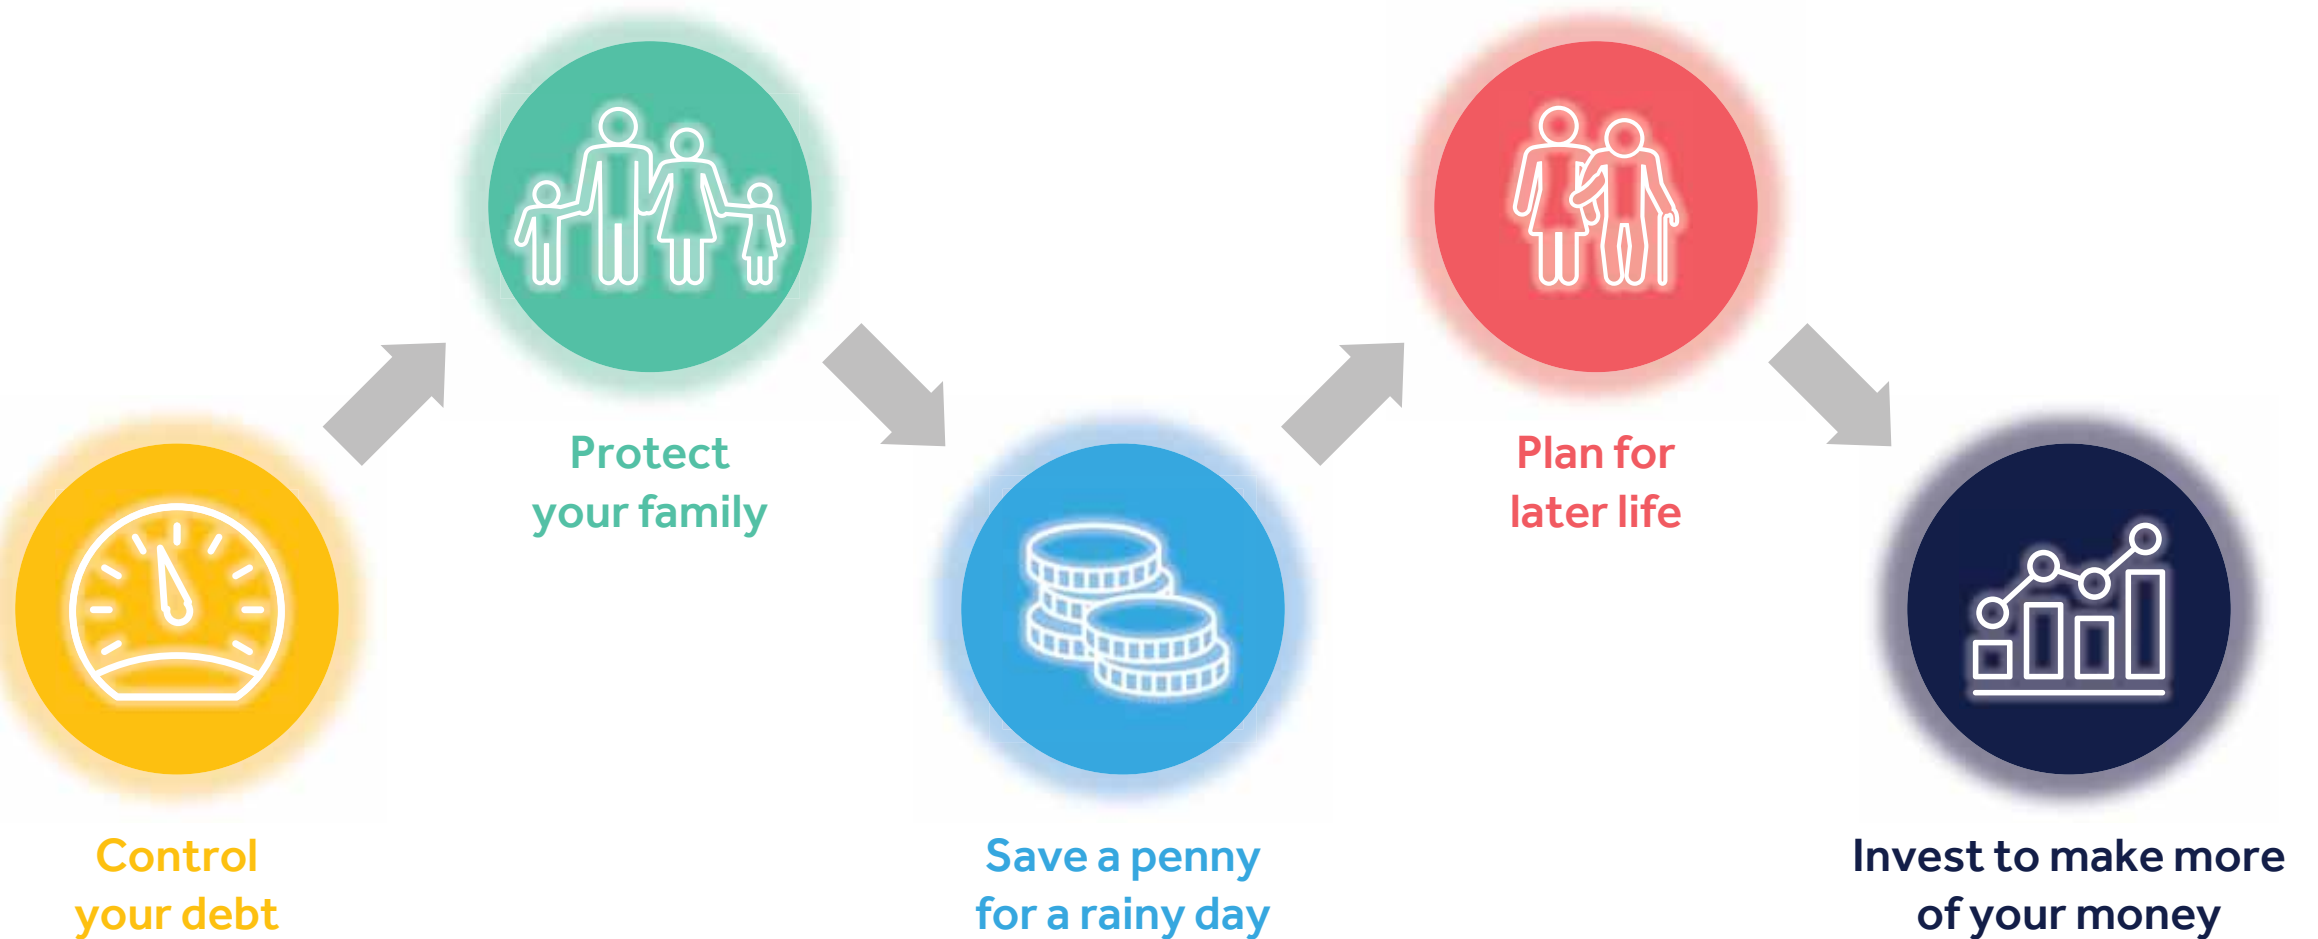 Control
your debt
Protect
your family
Save a penny
for a rainy day
Plan for
later life
Invest to make more
of your money